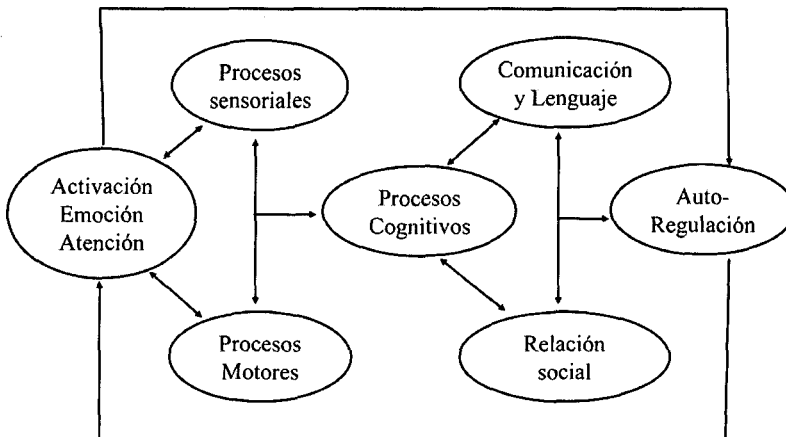 Procesos
sensoriales
Comunicación
y Lenguaje
Activación
Emoción
Atención
Procesos
Cognitivos
Auto-
Regulación
Procesos
Motores
Relación
social